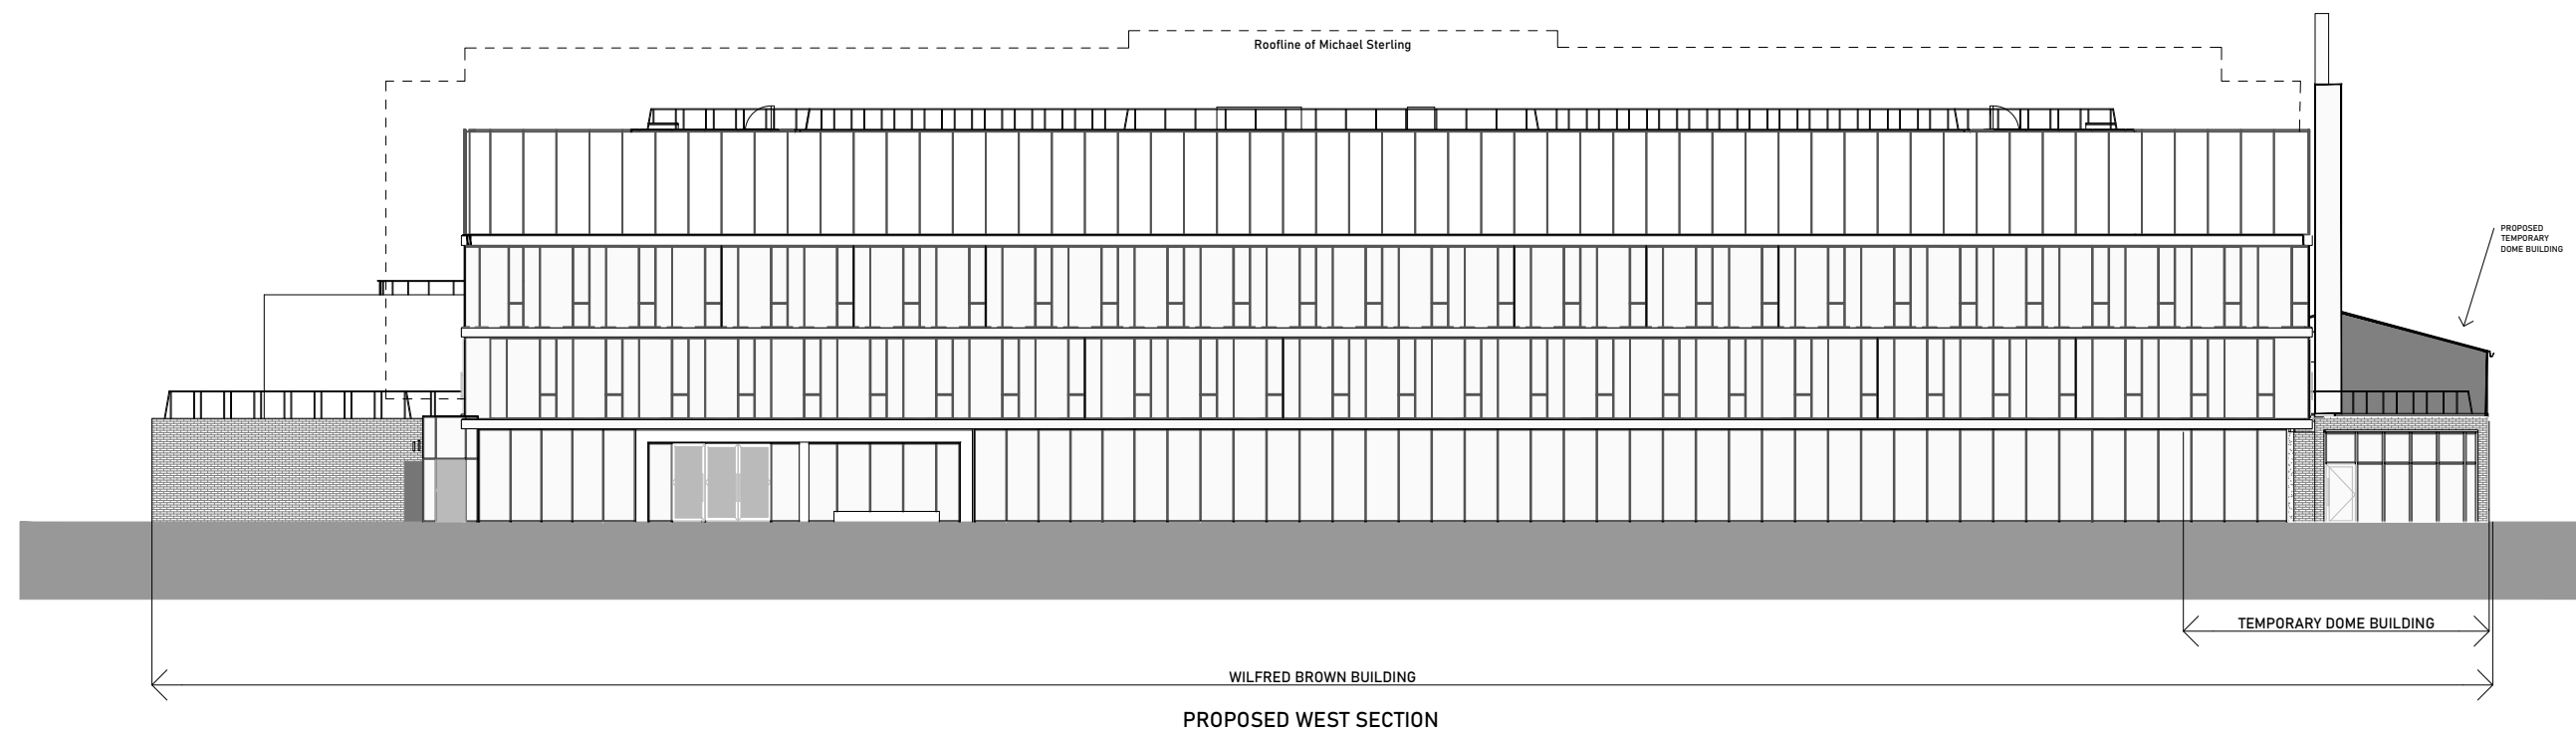 Roofline of Michael Sterling
PROPOSED
TEMPORARY
DOME BUILDING
TEMPORARY DOME BUILDING
WILFRED BROWN BUILDING
PROPOSED WEST SECTION